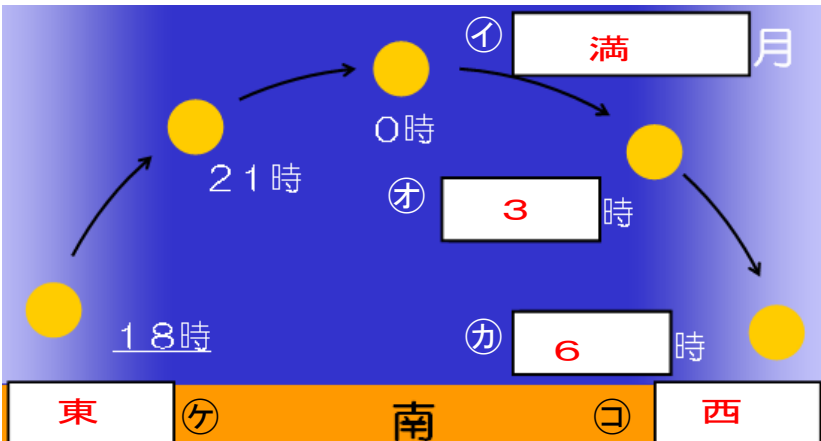 ㋑ 満 月
０時
２１時
㋔ ３ 時
１８時
㋕ ６ 時
東 ㋘ 南 ㋙ 西